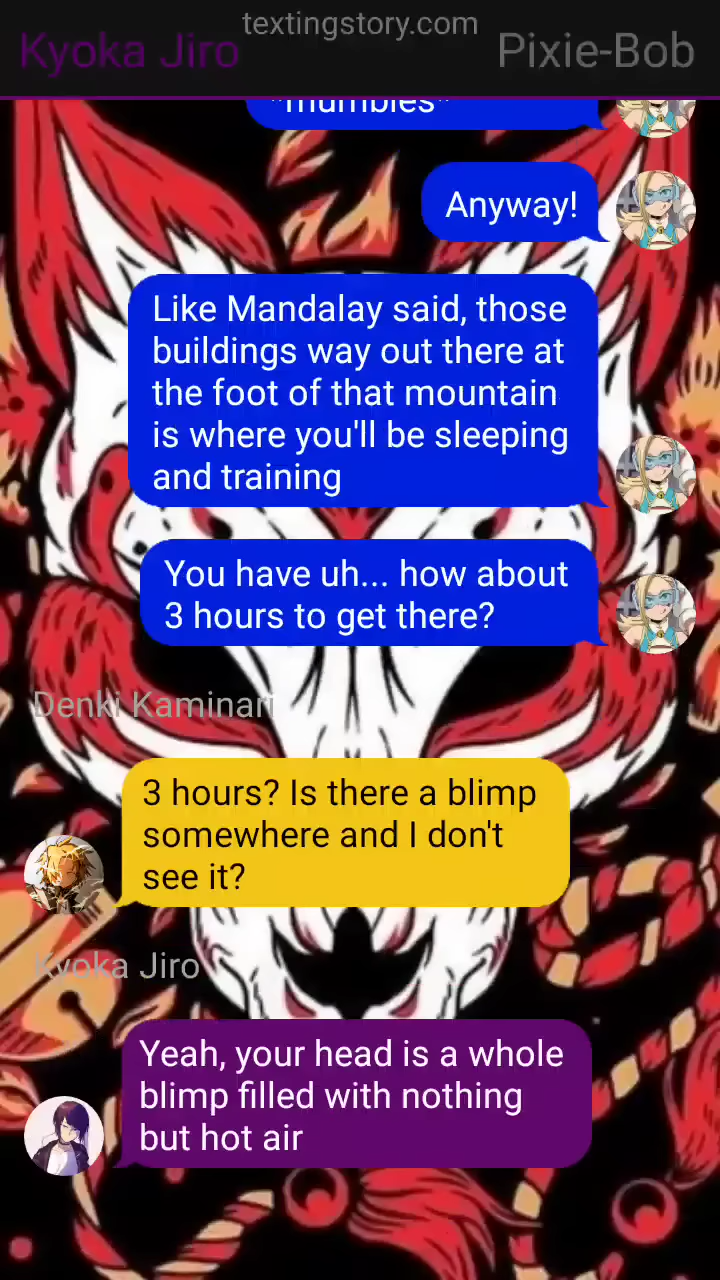 textingstory.com
Kyoka Jiro
Pixie-Bob
*mumbles*
Anyway!
Like Mandalay said, those
buildings way out there at
the foot of that mountain
is where you'll be sleeping
and training
You have uh... how about
3 hours to get there?
Denki Kaminari
3 hours? Is there a blimp
somewhere and I don't
see it?
Kyoka Jiro
Yeah, your head is a whole
blimp filled with nothing
but hot air